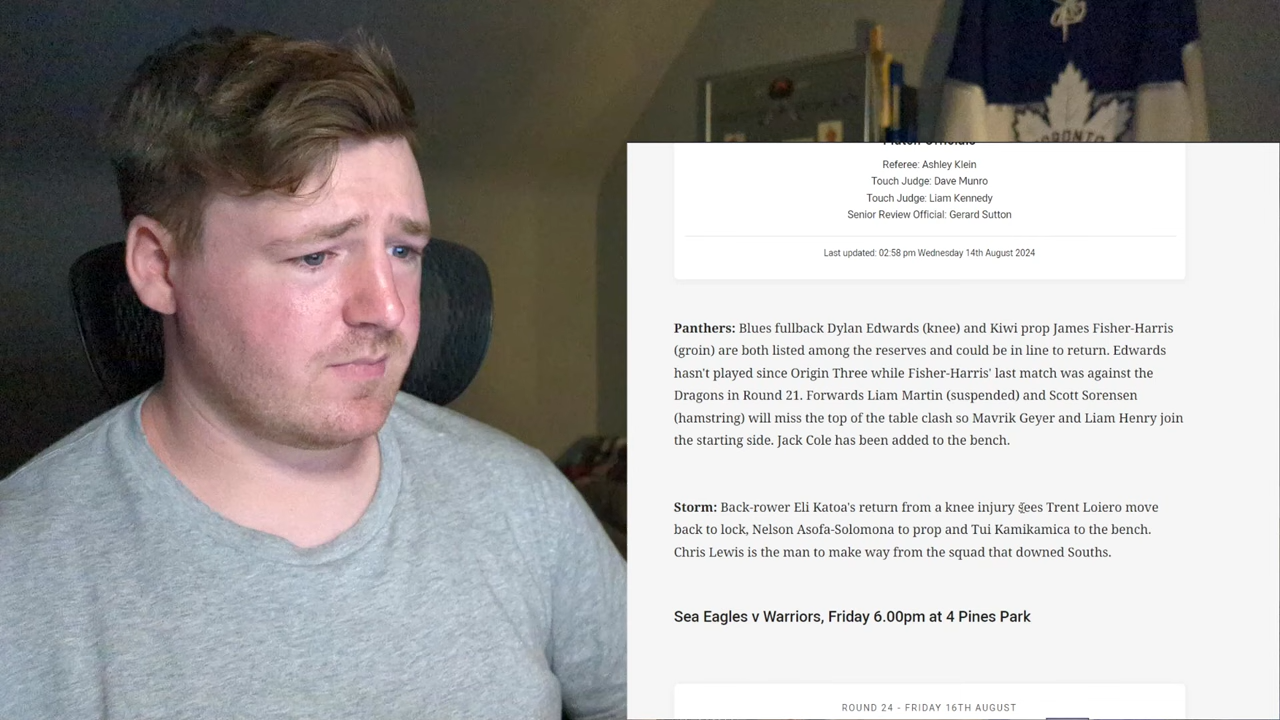 TORONTO
Match Officials
Referee: Ashley Klein
Touch Judge: Dave Munro
Touch Judge: Liam Kennedy
Senior Review Official: Gerard Sutton
Last updated: 02:58 pm Wednesday 14th August 2024
Panthers: Blues fullback Dylan Edwards (knee) and Kiwi prop James Fisher-Harris
(groin) are both listed among the reserves and could be in line to return. Edwards
hasn't played since Origin Three while Fisher-Harris' last match was against the
Dragons in Round 21. Forwards Liam Martin (suspended) and Scott Sorensen
(hamstring) will miss the top of the table clash so Mavrik Geyer and Liam Henry join
the starting side. Jack Cole has been added to the bench.
Storm: Back-rower Eli Katoa's return from a knee injury sees Trent Loiero move
back to lock, Nelson Asofa-Solomona to prop and Tui Kamikamica to the bench.
Chris Lewis is the man to make way from the squad that downed Souths.
Sea Eagles v Warriors, Friday 6.00pm at 4 Pines Park
ROUND 24 - FRIDAY 16TH AUGUST